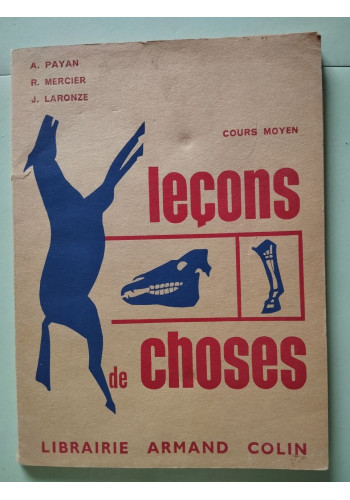 A. PAYAN
R. MERCIER
J. LARONZE
COURS MOYEN
leçons
de choses
LIBRAIRIE ARMAND COLIN